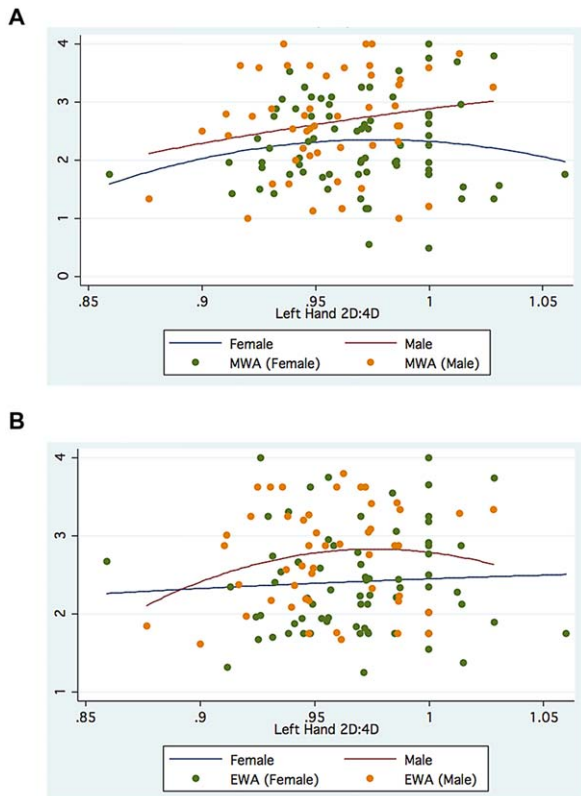 A
4
3
2
1
0
.85 .9 .95 1 1.05
Left Hand 2D:4D
Female Male
MWA (Female) MWA (Male)
B
4
3
2
1
.85 .9 .95 1 1.05
Left Hand 2D:4D
Female Male
EWA (Female) EWA (Male)